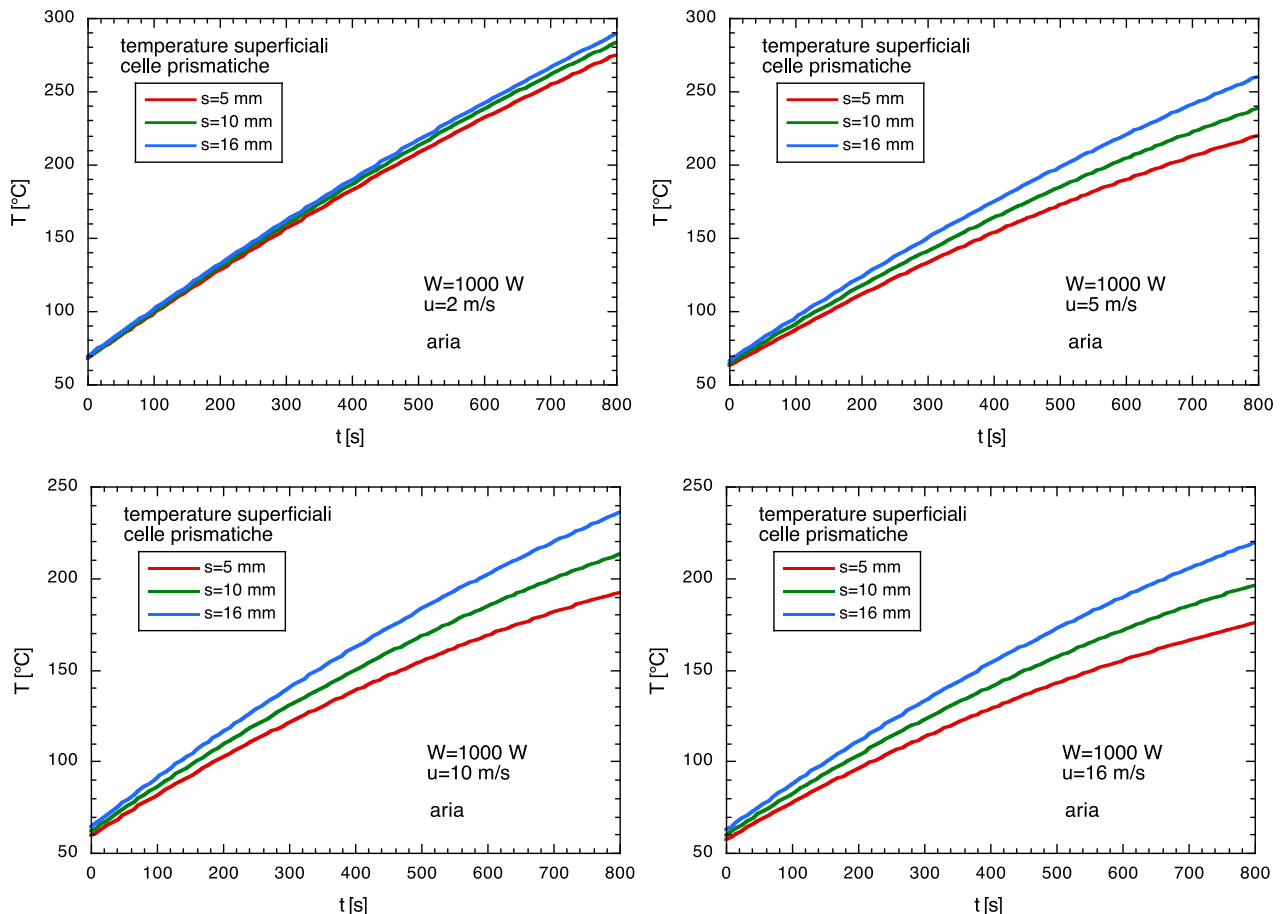 300
250
200
150
100
50
T [°C]
temperature superficiali
celle prismatiche
s=5 mm
s=10 mm
s=16 mm
W=1000 W
u=2 m/s
aria
0 100 200 300 400 500 600 700 800
t [s]
300
250
200
150
100
50
T [°C]
temperature superficiali
celle prismatiche
s=5 mm
s=10 mm
s=16 mm
W=1000 W
u=5 m/s
aria
0 100 200 300 400 500 600 700 800
t [s]
250
200
150
100
50
T [°C]
temperature superficiali
celle prismatiche
s=5 mm
s=10 mm
s=16 mm
W=1000 W
u=10 m/s
aria
0 100 200 300 400 500 600 700 800
t [s]
250
200
150
100
50
T [°C]
temperature superficiali
celle prismatiche
s=5 mm
s=10 mm
s=16 mm
W=1000 W
u=16 m/s
aria
0 100 200 300 400 500 600 700 800
t [s]